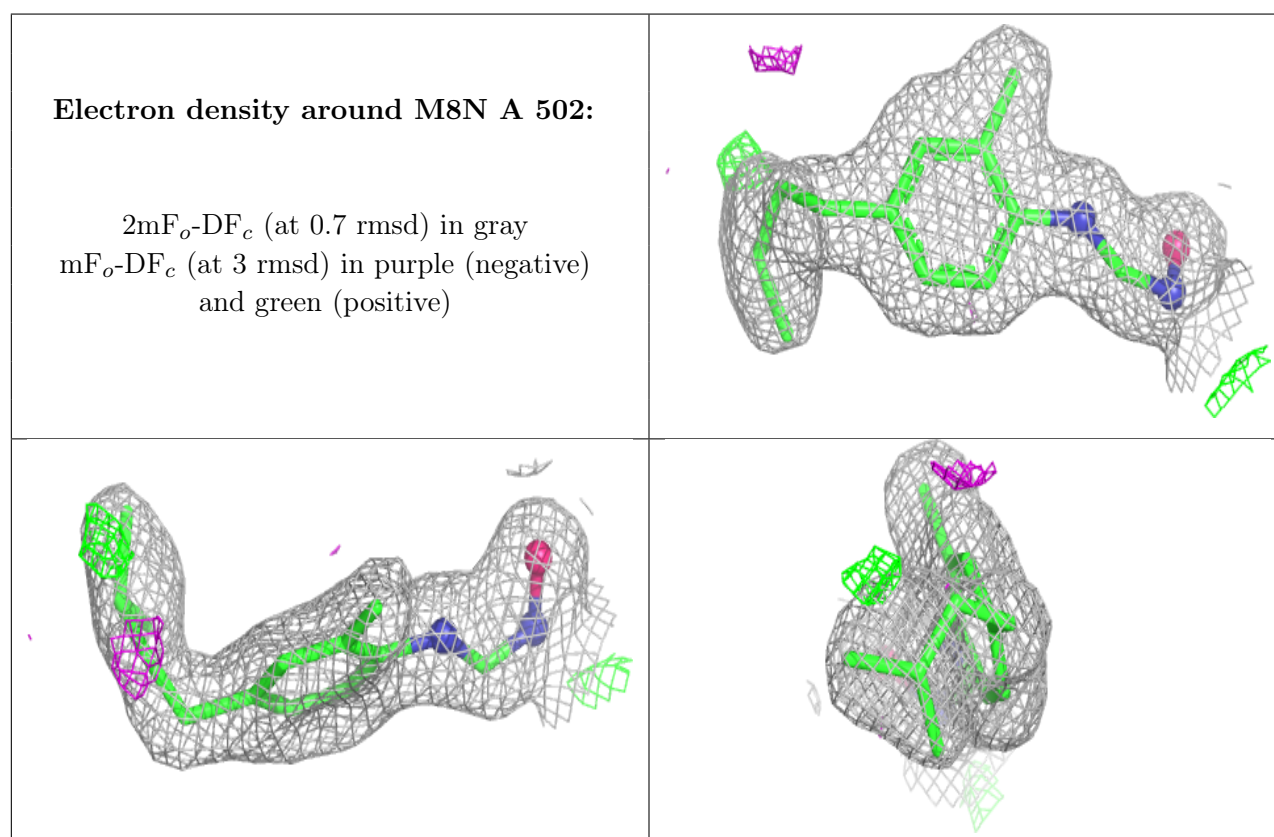 Electron density around M8N A 502:
2mFo-DFc (at 0.7 rmsd) in gray
mFo-DFc (at 3 rmsd) in purple (negative)
and green (positive)